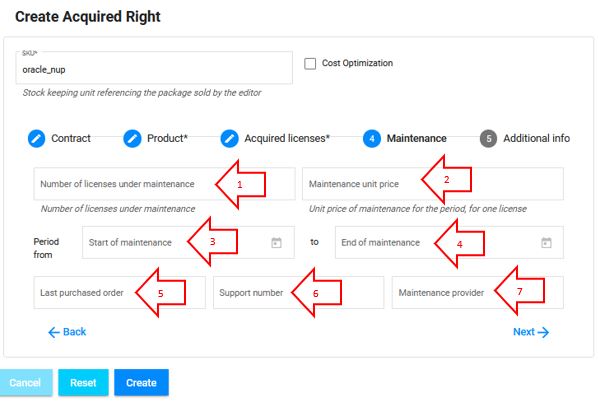 Create Acquired Right
SKU*
oracle_nup
Cost Optimization
Stock keeping unit referencing the package sold by the editor
Contract Product* Acquired licenses* 4 Maintenance 5 Additional info
Number of licenses under maintenance 1 Maintenance unit price 2
Number of licenses under maintenance Unit price of maintenance for the period, for one license
Period from Start of maintenance 3 to End of maintenance 4
Last purchased order 5 Support number 6 Maintenance provider 7
Back Next
Cancel Reset Create